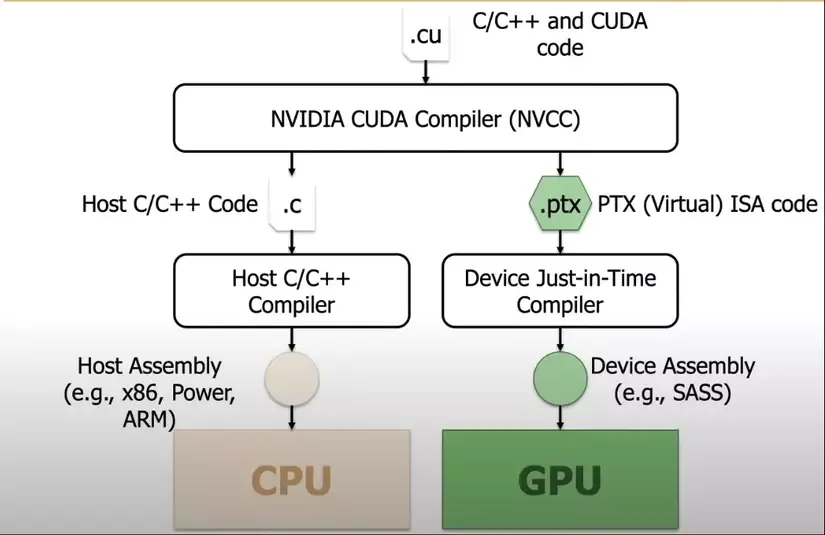 .cu
C/C++ and CUDA
code
NVIDIA CUDA Compiler (NVCC)
Host C/C++ Code
.c
.ptx
PTX (Virtual) ISA code
Host C/C++
Compiler
Device Just-in-Time
Compiler
Host Assembly
(e.g., x86, Power,
ARM)
Device Assembly
(e.g., SASS)
CPU
GPU